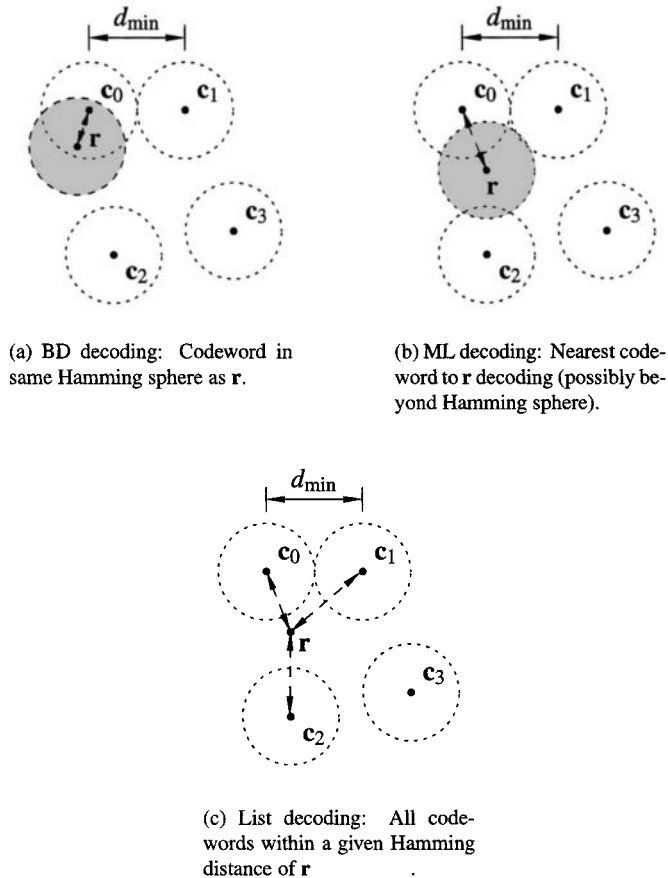 d_min
c_0
c_1
r
c_3
c_2
(a) BD decoding: Codeword in
same Hamming sphere as r.
d_min
c_0
c_1
r
c_3
c_2
(b) ML decoding: Nearest code-
word to r decoding (possibly be-
yond Hamming sphere).
d_min
c_0
c_1
r
c_3
c_2
(c) List decoding: All code-
words within a given Hamming
distance of r .